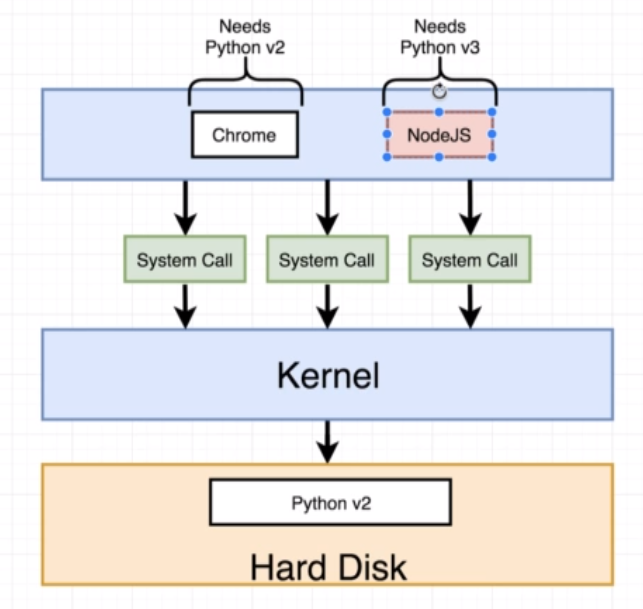 Needs
Python v2
Needs
Python v3
Chrome
NodeJS
System Call
System Call
System Call
Kernel
Python v2
Hard Disk